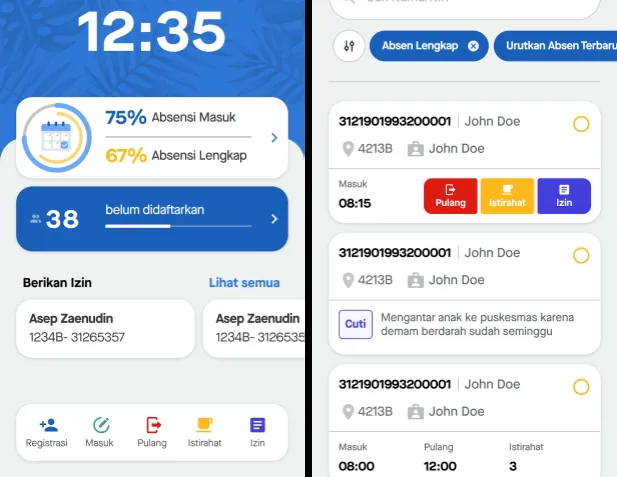 12:35
75% Absensi Masuk
67% Absensi Lengkap
38 belum didaftarkan
Berikan Izin Lihat semua
Asep Zaenudin
1234B- 31265357
Asep Zaenudin
1234B- 31265357
Registrasi Masuk Pulang Istirahat Izin
Absen Lengkap Urutkan Absen Terbaru
3121901993200001 John Doe
4213B John Doe
Masuk
08:15
Pulang Istirahat Izin
3121901993200001 John Doe
4213B John Doe
Cuti
Mengantar anak ke puskesmas karena
demam berdarah sudah seminggu
3121901993200001 John Doe
4213B John Doe
Masuk Pulang Istirahat
08:00 12:00 3